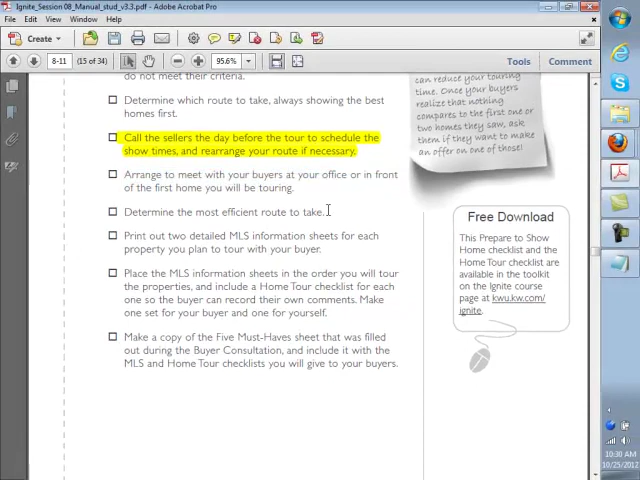 Ignite_Session 08_Manual_stud_v3.3.pdf - Adobe Acrobat Pro
File Edit View Window Help
Create
8-11 (15 of 34) 95.6%
Tools Comment
do not meet their criteria.
Determine which route to take, always showing the best
homes first.
Call the sellers the day before the tour to schedule the
show times, and rearrange your route if necessary.
Arrange to meet with your buyers at your office or in front
of the first home you will be touring.
Determine the most efficient route to take.
Print out two detailed MLS information sheets for each
property you plan to tour with your buyer.
Place the MLS information sheets in the order you will tour
the properties, and include a Home Tour checklist for each
one so the buyer can record their own comments. Make
one set for your buyer and one for yourself.
Make a copy of the Five Must-Haves sheet that was filled
out during the Buyer Consultation, and include it with the
MLS and Home Tour checklists you will give to your buyers.
can reduce your touring
time. Once your buyers
realize that nothing
compares to the first one or
two homes they saw, ask
them if they want to make
an offer on one of those!
Free Download
This Prepare to Show
Home checklist and the
Home Tour checklist are
available in the toolkit
on the Ignite course
page at kwu.kw.com/
ignite.
10:30 AM
10/25/2012